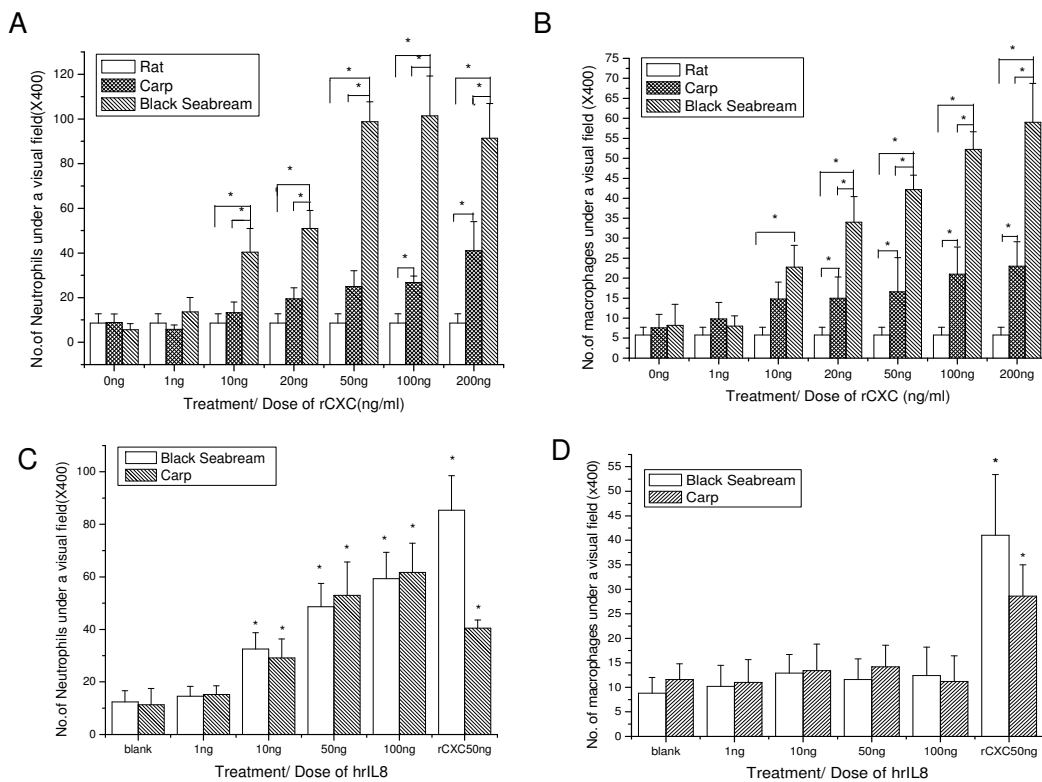 A
No.of Neutrophils under a visual field(X400)
120
100
80
60
40
20
0
Rat
Carp
Black Seabream
* * * * * * * * * * * *
0ng 1ng 10ng 20ng 50ng 100ng 200ng
Treatment/ Dose of rCXC(ng/ml)
B
No.of macrophages under a visual field (X400)
75
70
65
60
55
50
45
40
35
30
25
20
15
10
5
0
Rat
Carp
Black Seabream
* * * * * * * * * * * * *
0ng 1ng 10ng 20ng 50ng 100ng 200ng
Treatment/ Dose of rCXC (ng/ml)
C
No.of Neutrophils under a visual field(X400)
100
80
60
40
20
0
Black Seabream
Carp
* * * * * * * *
blank 1ng 10ng 50ng 100ng rCXC50ng
Treatment/ Dose of hrIL8
D
No. of macrophages under a visual field (x400)
55
50
45
40
35
30
25
20
15
10
5
0
Black Seabream
Carp
* *
blank 1ng 10ng 50ng 100ng rCXC50ng
Treatment/ Dose of hrIL8